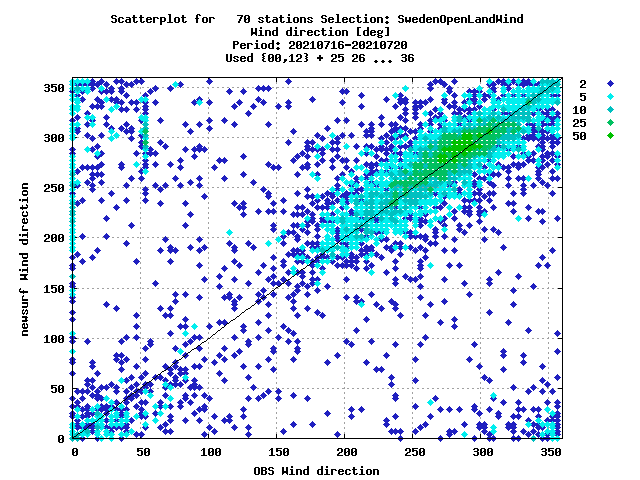 Scatterplot for   70 stations Selection: SwedenOpenLandWind
Wind direction [deg]
Period: 20210716-20210720
Used {00,12} + 25 26 ... 36
350
300
250
200
150
100
50
0
newsurf Wind direction
0 50 100 150 200 250 300 350
OBS Wind direction
2
5
10
25
50